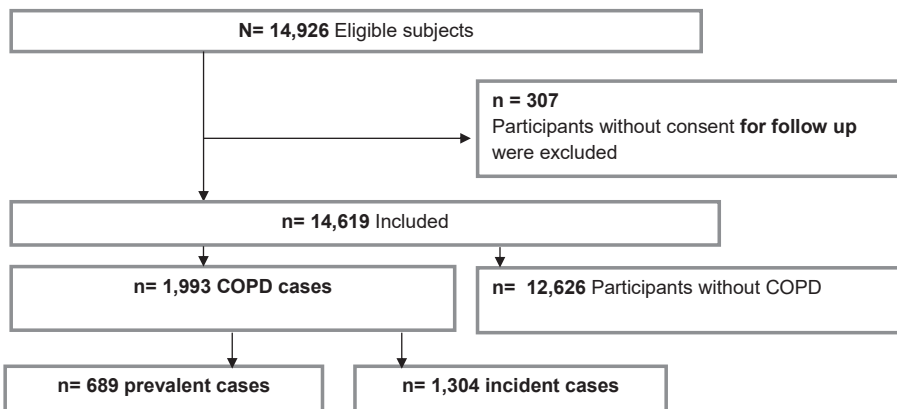 N= 14,926 Eligible subjects
n = 307
Participants without consent for follow up
were excluded
n= 14,619 Included
n= 1,993 COPD cases
n= 12,626 Participants without COPD
n= 689 prevalent cases
n= 1,304 incident cases